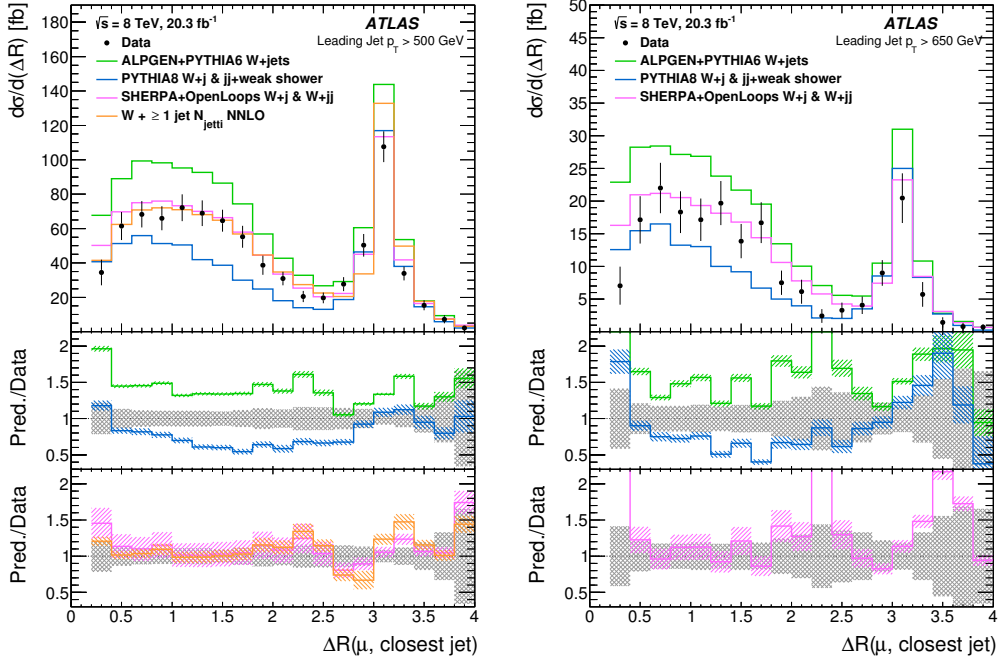 √s = 8 TeV, 20.3 fb⁻¹
ATLAS
Leading Jet p_T > 500 GeV
Data
ALPGEN+PYTHIA6 W+jets
PYTHIA8 W+j & jj+weak shower
SHERPA+OpenLoops W+j & W+jj
W + ≥ 1 jet N_jetti NNLO
dσ/d(ΔR) [fb]
180
160
140
120
100
80
60
40
20
Pred./Data
2
1.5
1
0.5
Pred./Data
2
1.5
1
0.5
0 0.5 1 1.5 2 2.5 3 3.5 4
ΔR(μ, closest jet)
√s = 8 TeV, 20.3 fb⁻¹
ATLAS
Leading Jet p_T > 650 GeV
Data
ALPGEN+PYTHIA6 W+jets
PYTHIA8 W+j & jj+weak shower
SHERPA+OpenLoops W+j & W+jj
dσ/d(ΔR) [fb]
50
45
40
35
30
25
20
15
10
5
Pred./Data
2
1.5
1
0.5
Pred./Data
2
1.5
1
0.5
0 0.5 1 1.5 2 2.5 3 3.5 4
ΔR(μ, closest jet)